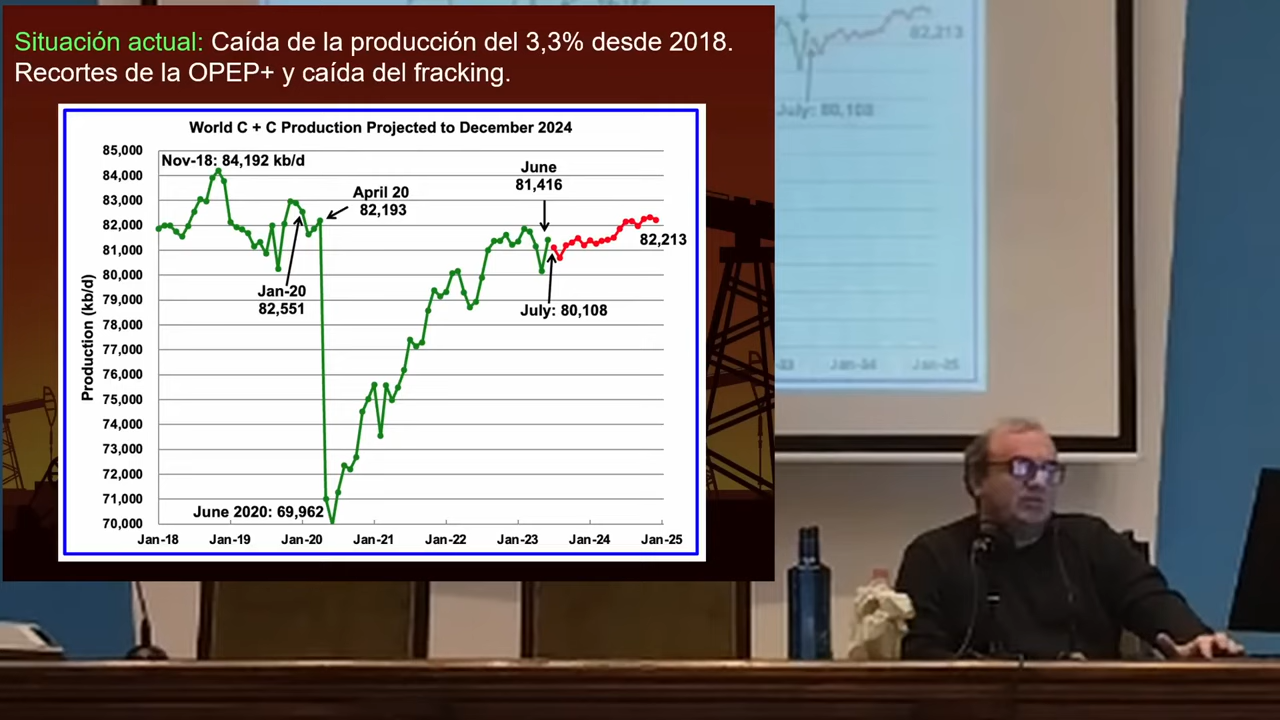 Situación actual: Caída de la producción del 3,3% desde 2018.
Recortes de la OPEP+ y caída del fracking.
World C + C Production Projected to December 2024
Production (kb/d)
85,000
84,000
83,000
82,000
81,000
80,000
79,000
78,000
77,000
76,000
75,000
74,000
73,000
72,000
71,000
70,000
Nov-18: 84,192 kb/d
April 20
82,193
June
81,416
82,213
Jan-20
82,551
July: 80,108
June 2020: 69,962
Jan-18
Jan-19
Jan-20
Jan-21
Jan-22
Jan-23
Jan-24
Jan-25
82,213
July: 80,108
Jan-24
Jan-25